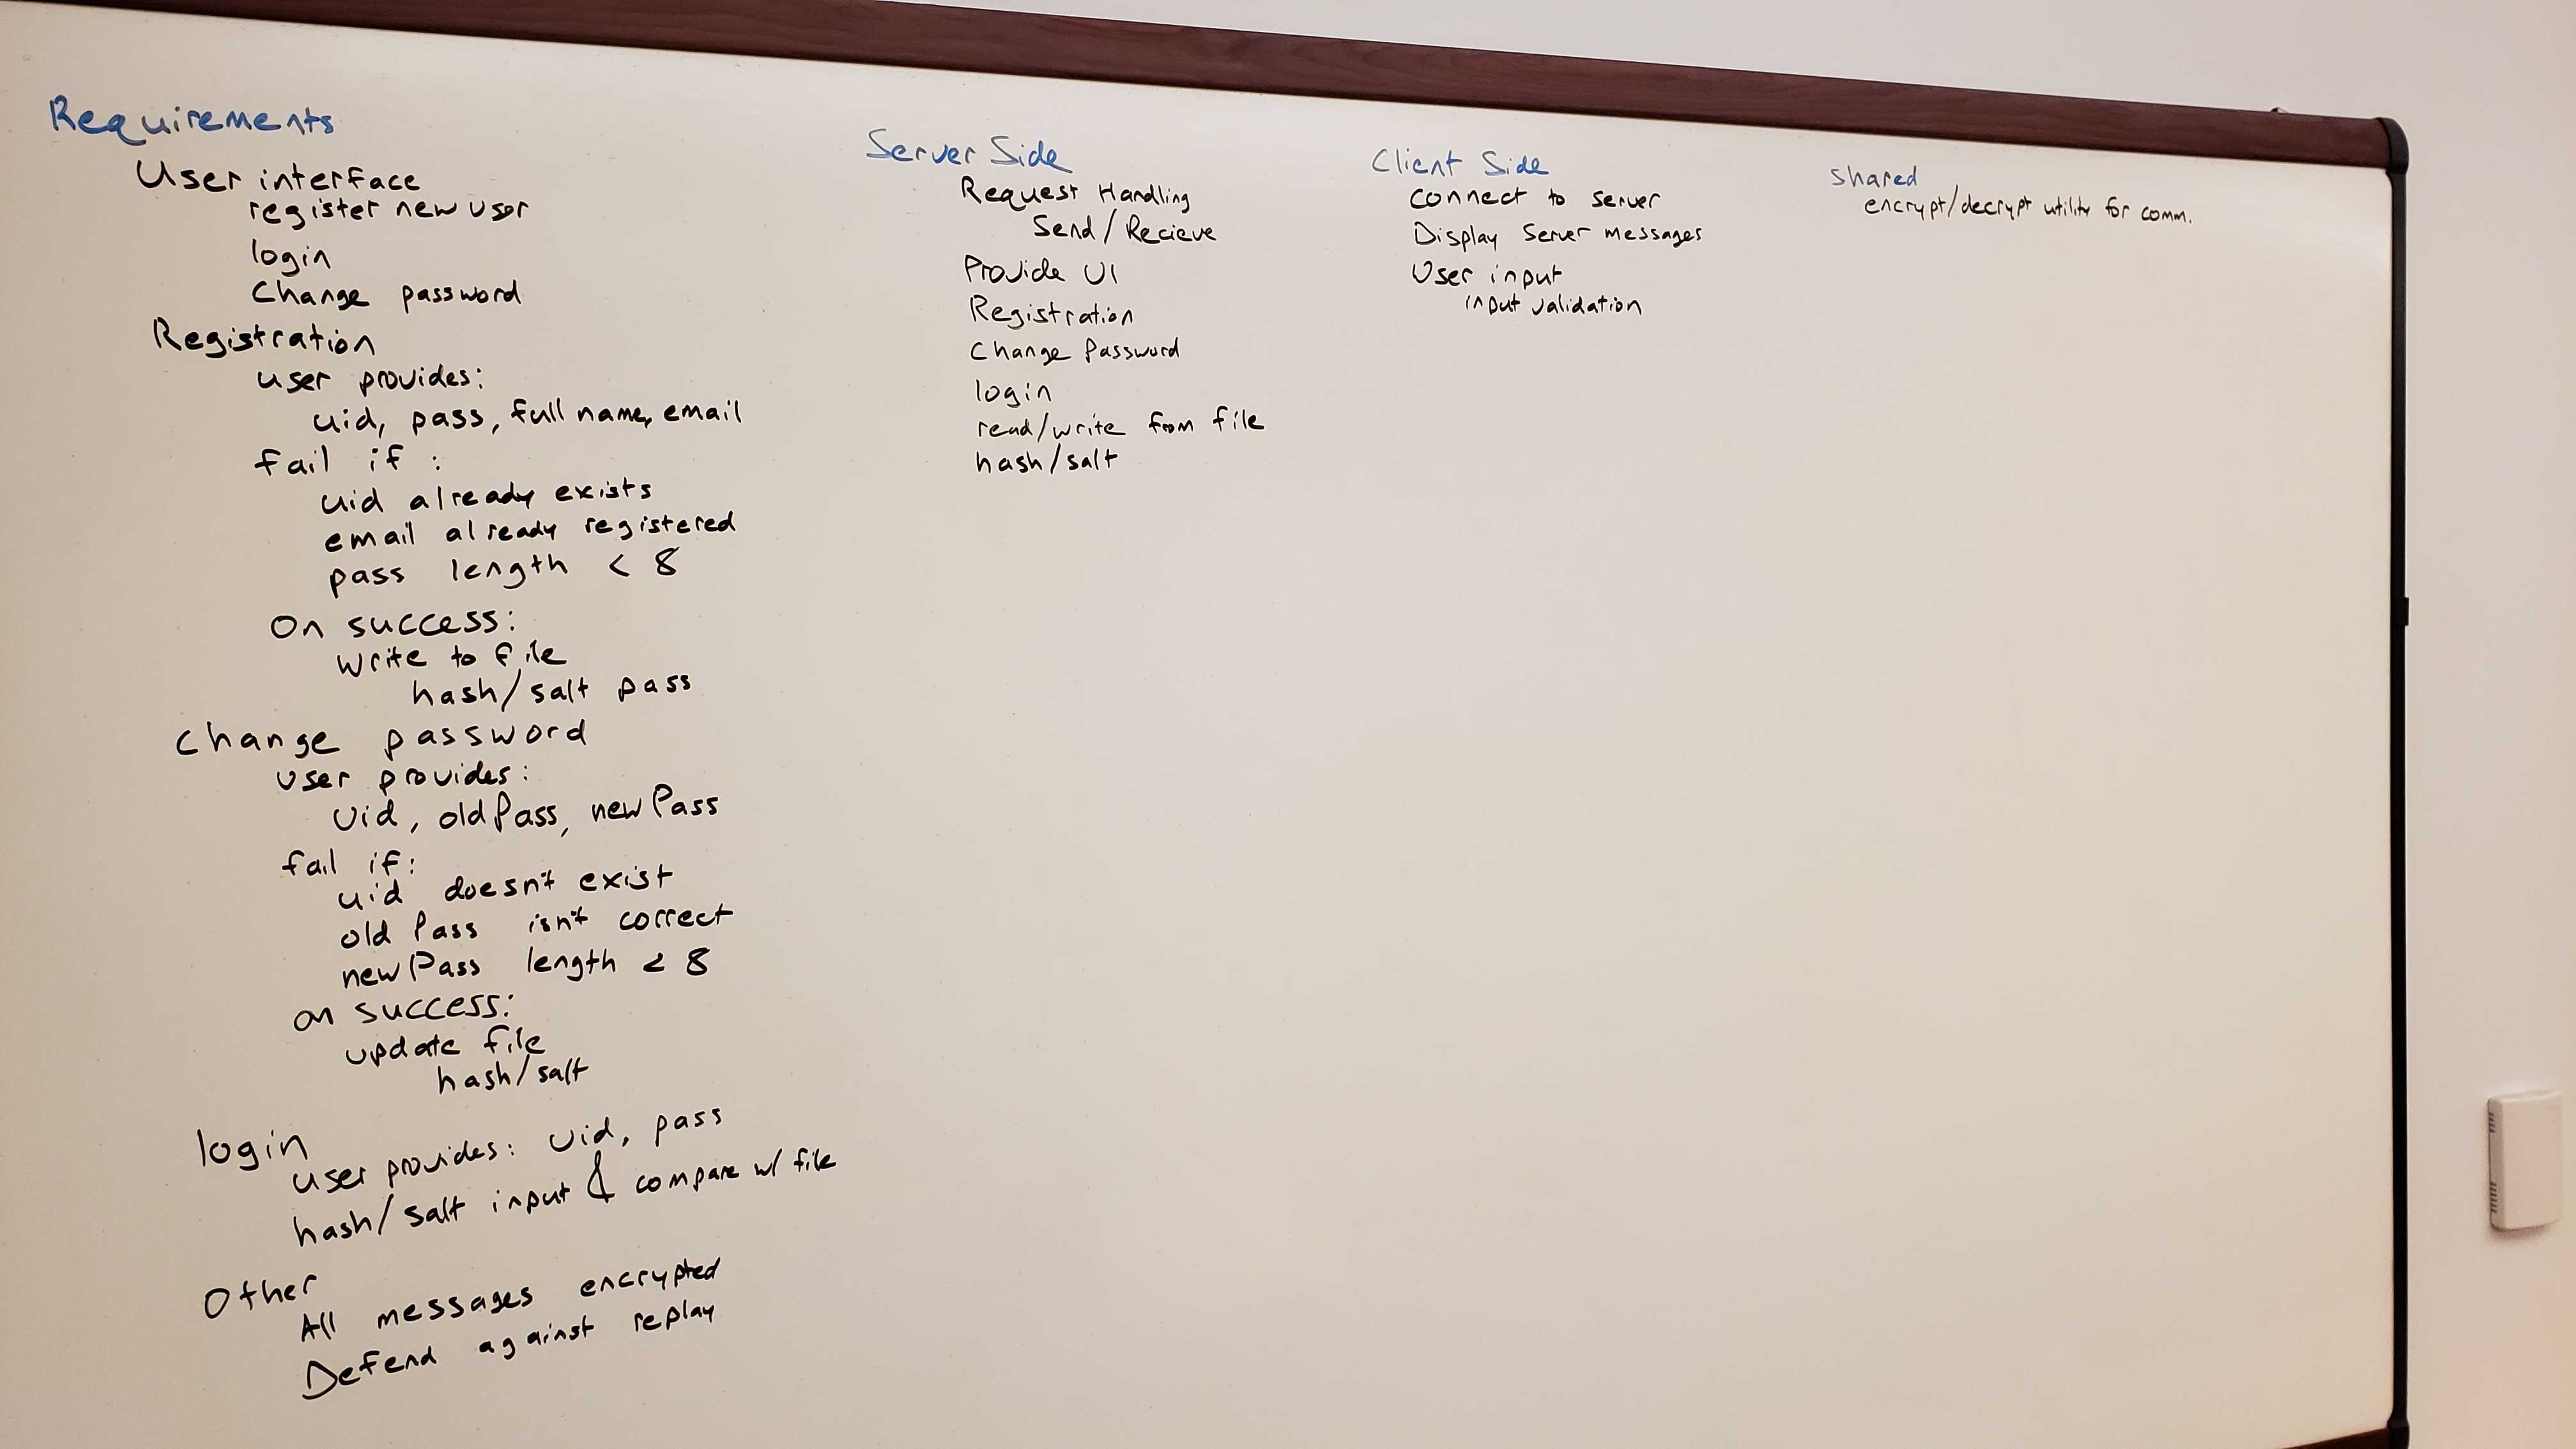 Requirements
User interface
register new user
login
Change password
Registration
user provides:
uid, pass, full name, email
fail if :
uid already exists
email already registered
pass length < 8
On success:
write to file
hash/salt pass
Change password
User provides:
Uid, oldPass, newPass
fail if:
uid doesn't exist
old Pass isn't correct
newPass length < 8
on success:
update file
hash/salt
login
user provides: uid, pass
hash/salt input & compare w/ file
Other
All messages encrypted
Defend against replay
Server Side
Request Handling
Send/Recieve
Provide UI
Registration
Change Password
login
read/write from file
hash/salt
Client Side
Connect to server
Display Server messages
User input
input validation
Shared
encrypt/decrypt utility for comm.